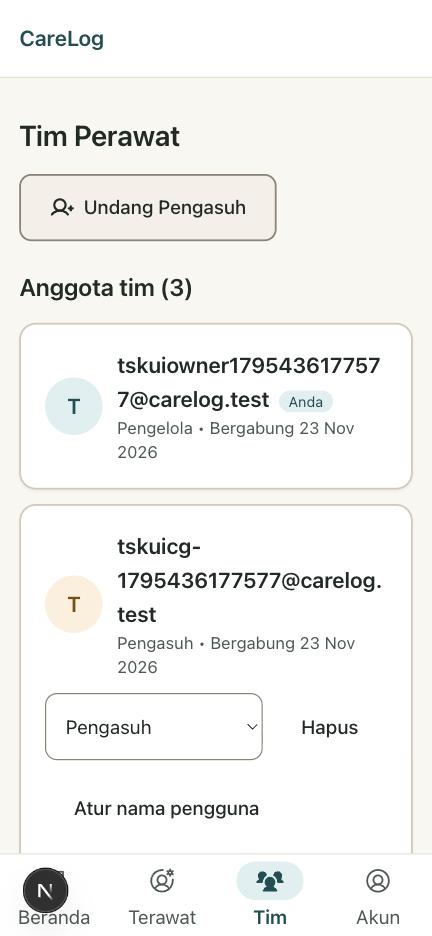 CareLog
Tim Perawat
Undang Pengasuh
Anggota tim (3)
T
tskuiowner179543617757
7@carelog.test Anda
Pengelola • Bergabung 23 Nov
2026
T
tskuicg-
1795436177577@carelog.
test
Pengasuh • Bergabung 23 Nov
2026
Pengasuh
Hapus
Atur nama pengguna
N
Beranda
Terawat
Tim
Akun